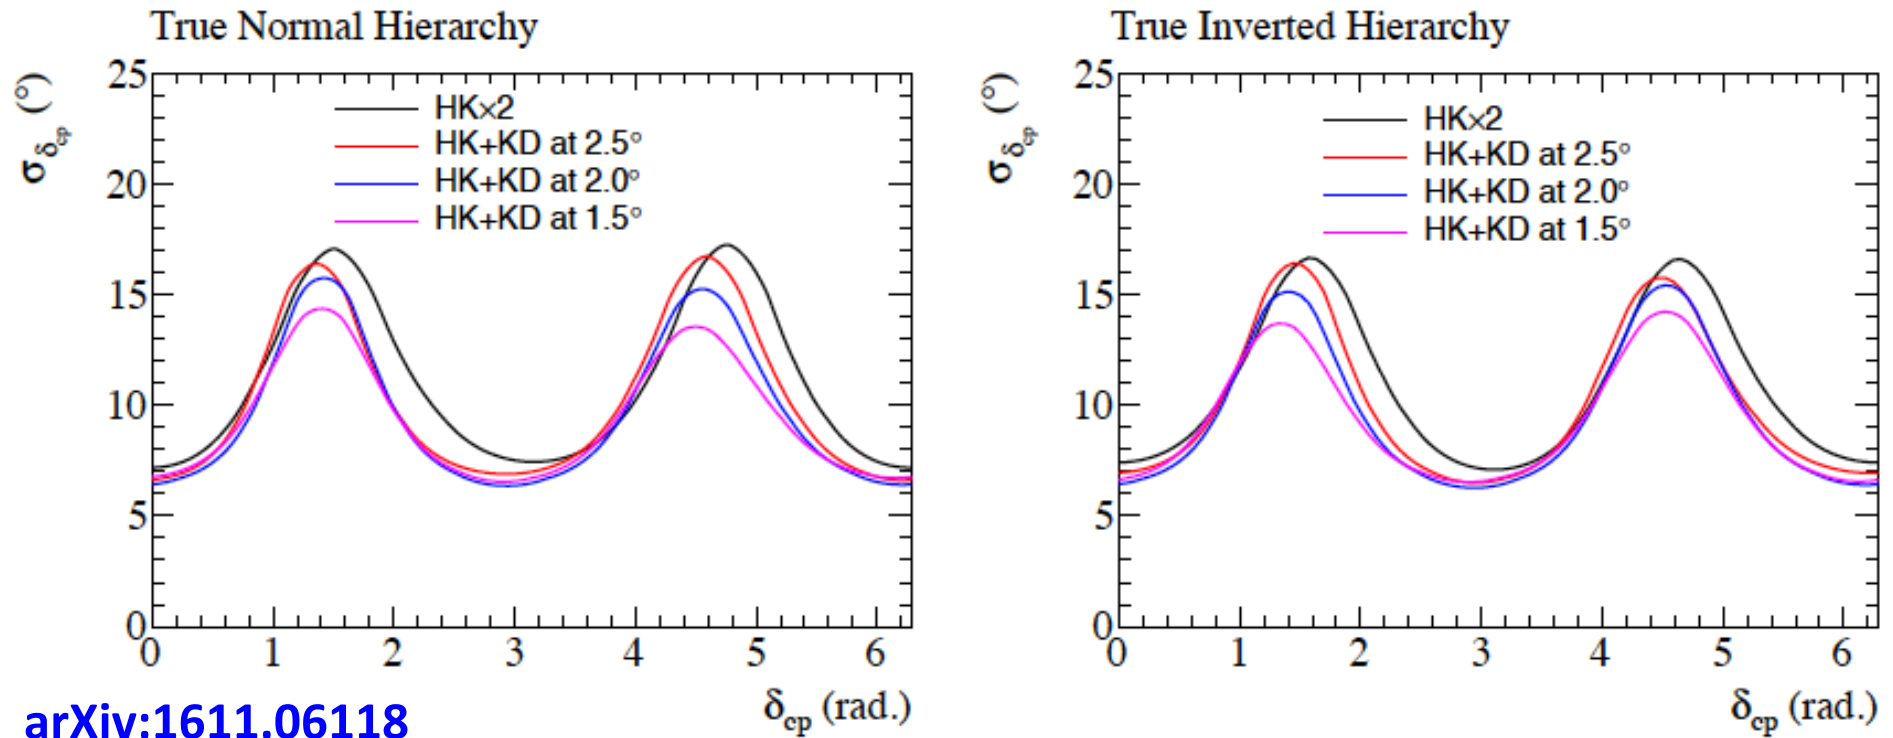 True Normal Hierarchy
σδcp (°)
25
20
15
10
5
0
HK×2
HK+KD at 2.5°
HK+KD at 2.0°
HK+KD at 1.5°
0 1 2 3 4 5 6
δcp (rad.)
True Inverted Hierarchy
σδcp (°)
25
20
15
10
5
0
HK×2
HK+KD at 2.5°
HK+KD at 2.0°
HK+KD at 1.5°
0 1 2 3 4 5 6
δcp (rad.)
arXiv:1611.06118